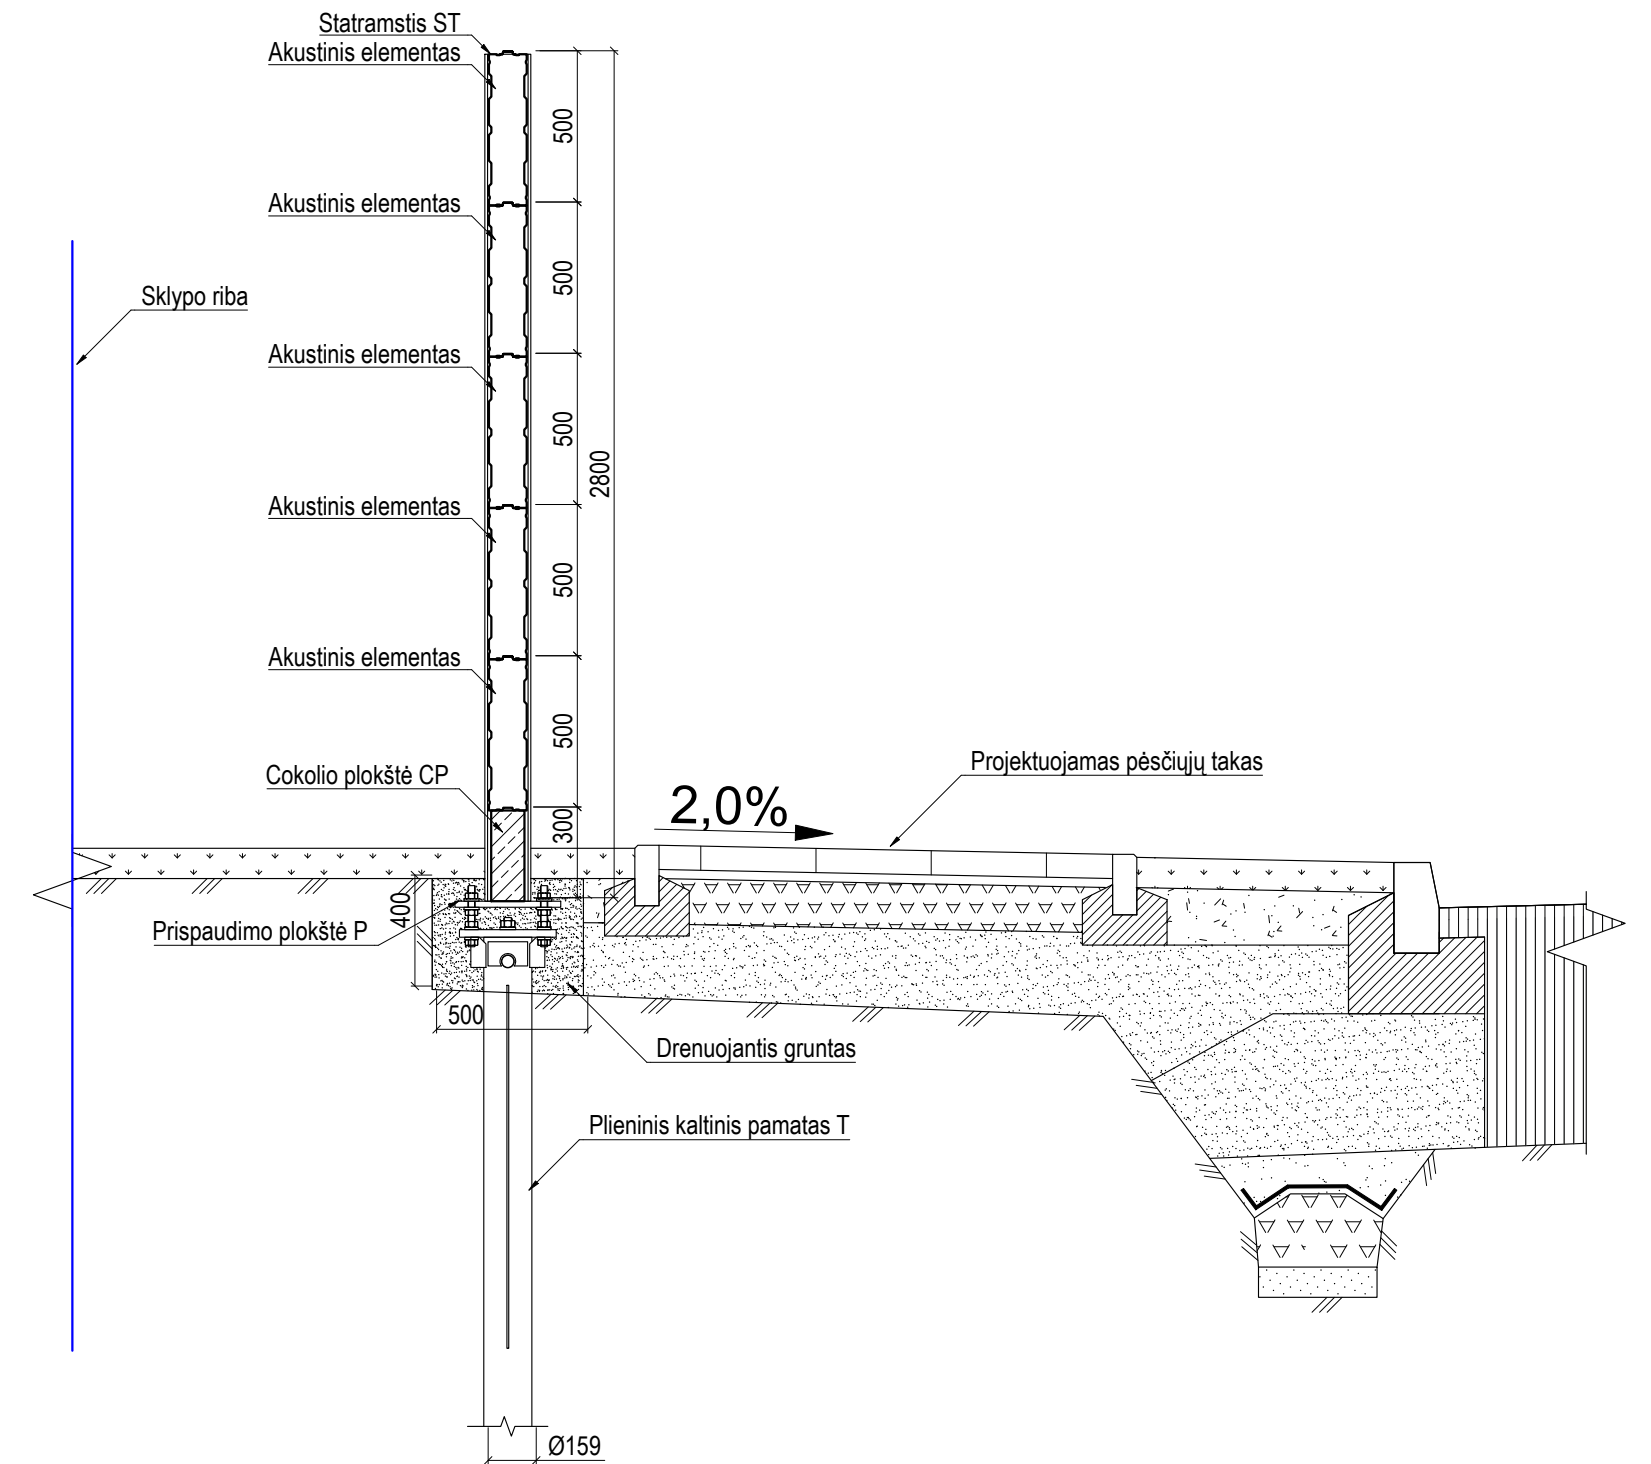 Statramstis ST
Akustinis elementas
500
Akustinis elementas
500
Sklypo riba
Akustinis elementas
500
2800
Akustinis elementas
500
Akustinis elementas
500
Cokolio plokštė CP
300
2,0%
Projektuojamas pėsčiųjų takas
400
Prispaudimo plokštė P
500
Drenuojantis gruntas
Plieninis kaltinis pamatas T
Ø159